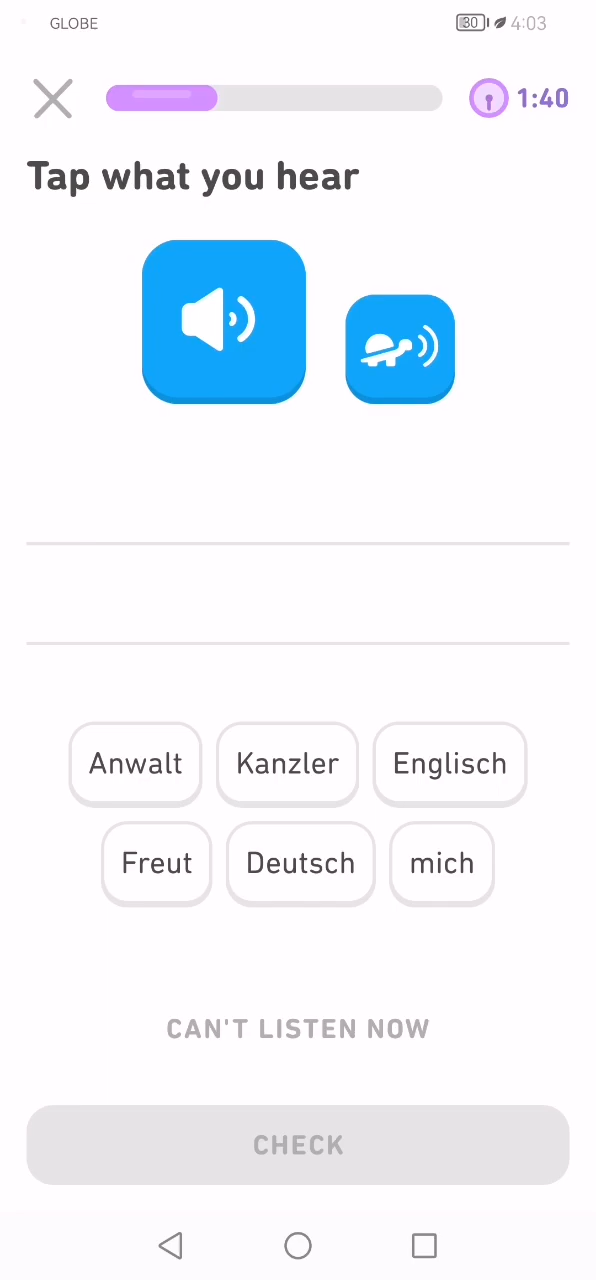 GLOBE 30 4:03
1:40
Tap what you hear
Anwalt Kanzler Englisch
Freut Deutsch mich
CAN'T LISTEN NOW
CHECK